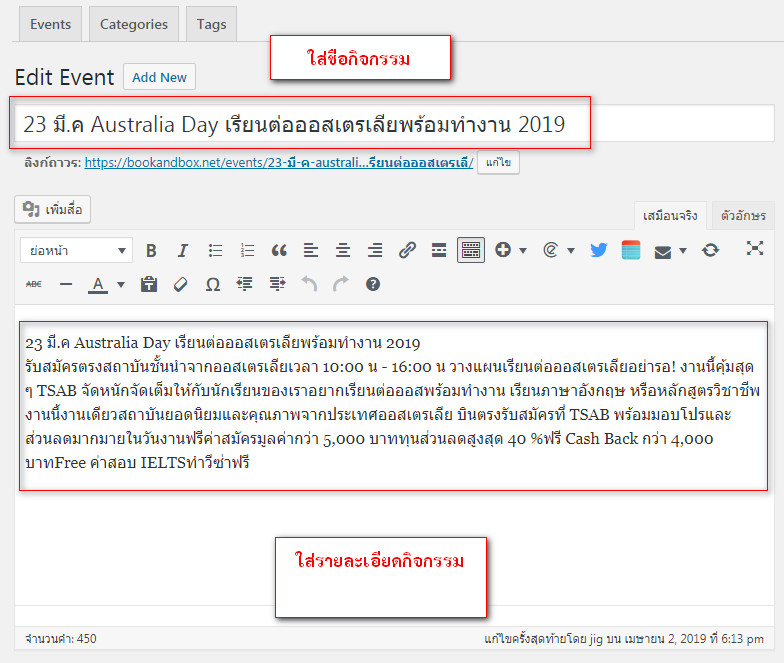 Events Categories Tags
ใส่ชื่อกิจกรรม
Edit Event Add New
23 มี.ค Australia Day เรียนต่อออสเตรเลียพร้อมทำงาน 2019
ลิงก์ถาวร: https://bookandbox.net/events/23-มี-ค-australi…รียนต่อออสเตรเลี/ แก้ไข
เพิ่มสื่อ
เสมือนจริง ตัวอักษร
ย่อหน้า B I
ABC A Ω
23 มี.ค Australia Day เรียนต่อออสเตรเลียพร้อมทำงาน 2019
รับสมัครตรงสถาบันชั้นนำจากออสเตรเลียเวลา 10:00 น - 16:00 น วางแผนเรียนต่อออสเตรเลียอย่ารอ! งานนี้คุ้มสุด
ๆ TSAB จัดหนักจัดเต็มให้กับนักเรียนของเราอยากเรียนต่อออสพร้อมทำงาน เรียนภาษาอังกฤษ หรือหลักสูตรวิชาชีพ
งานนี้งานเดียวสถาบันยอดนิยมและคุณภาพจากประเทศออสเตรเลีย บินตรงรับสมัครที่ TSAB พร้อมมอบโปรและ
ส่วนลดมากมายในวันงานฟรีค่าสมัครมูลค่ากว่า 5,000 บาททุนส่วนลดสูงสุด 40 %ฟรี Cash Back กว่า 4,000
บาทFree ค่าสอบ IELTSทำวีซ่าฟรี
ใส่รายละเอียดกิจกรรม
จำนวนคำ: 450 แก้ไขครั้งสุดท้ายโดย jig บน เมษายน 2, 2019 ที่ 6:13 pm